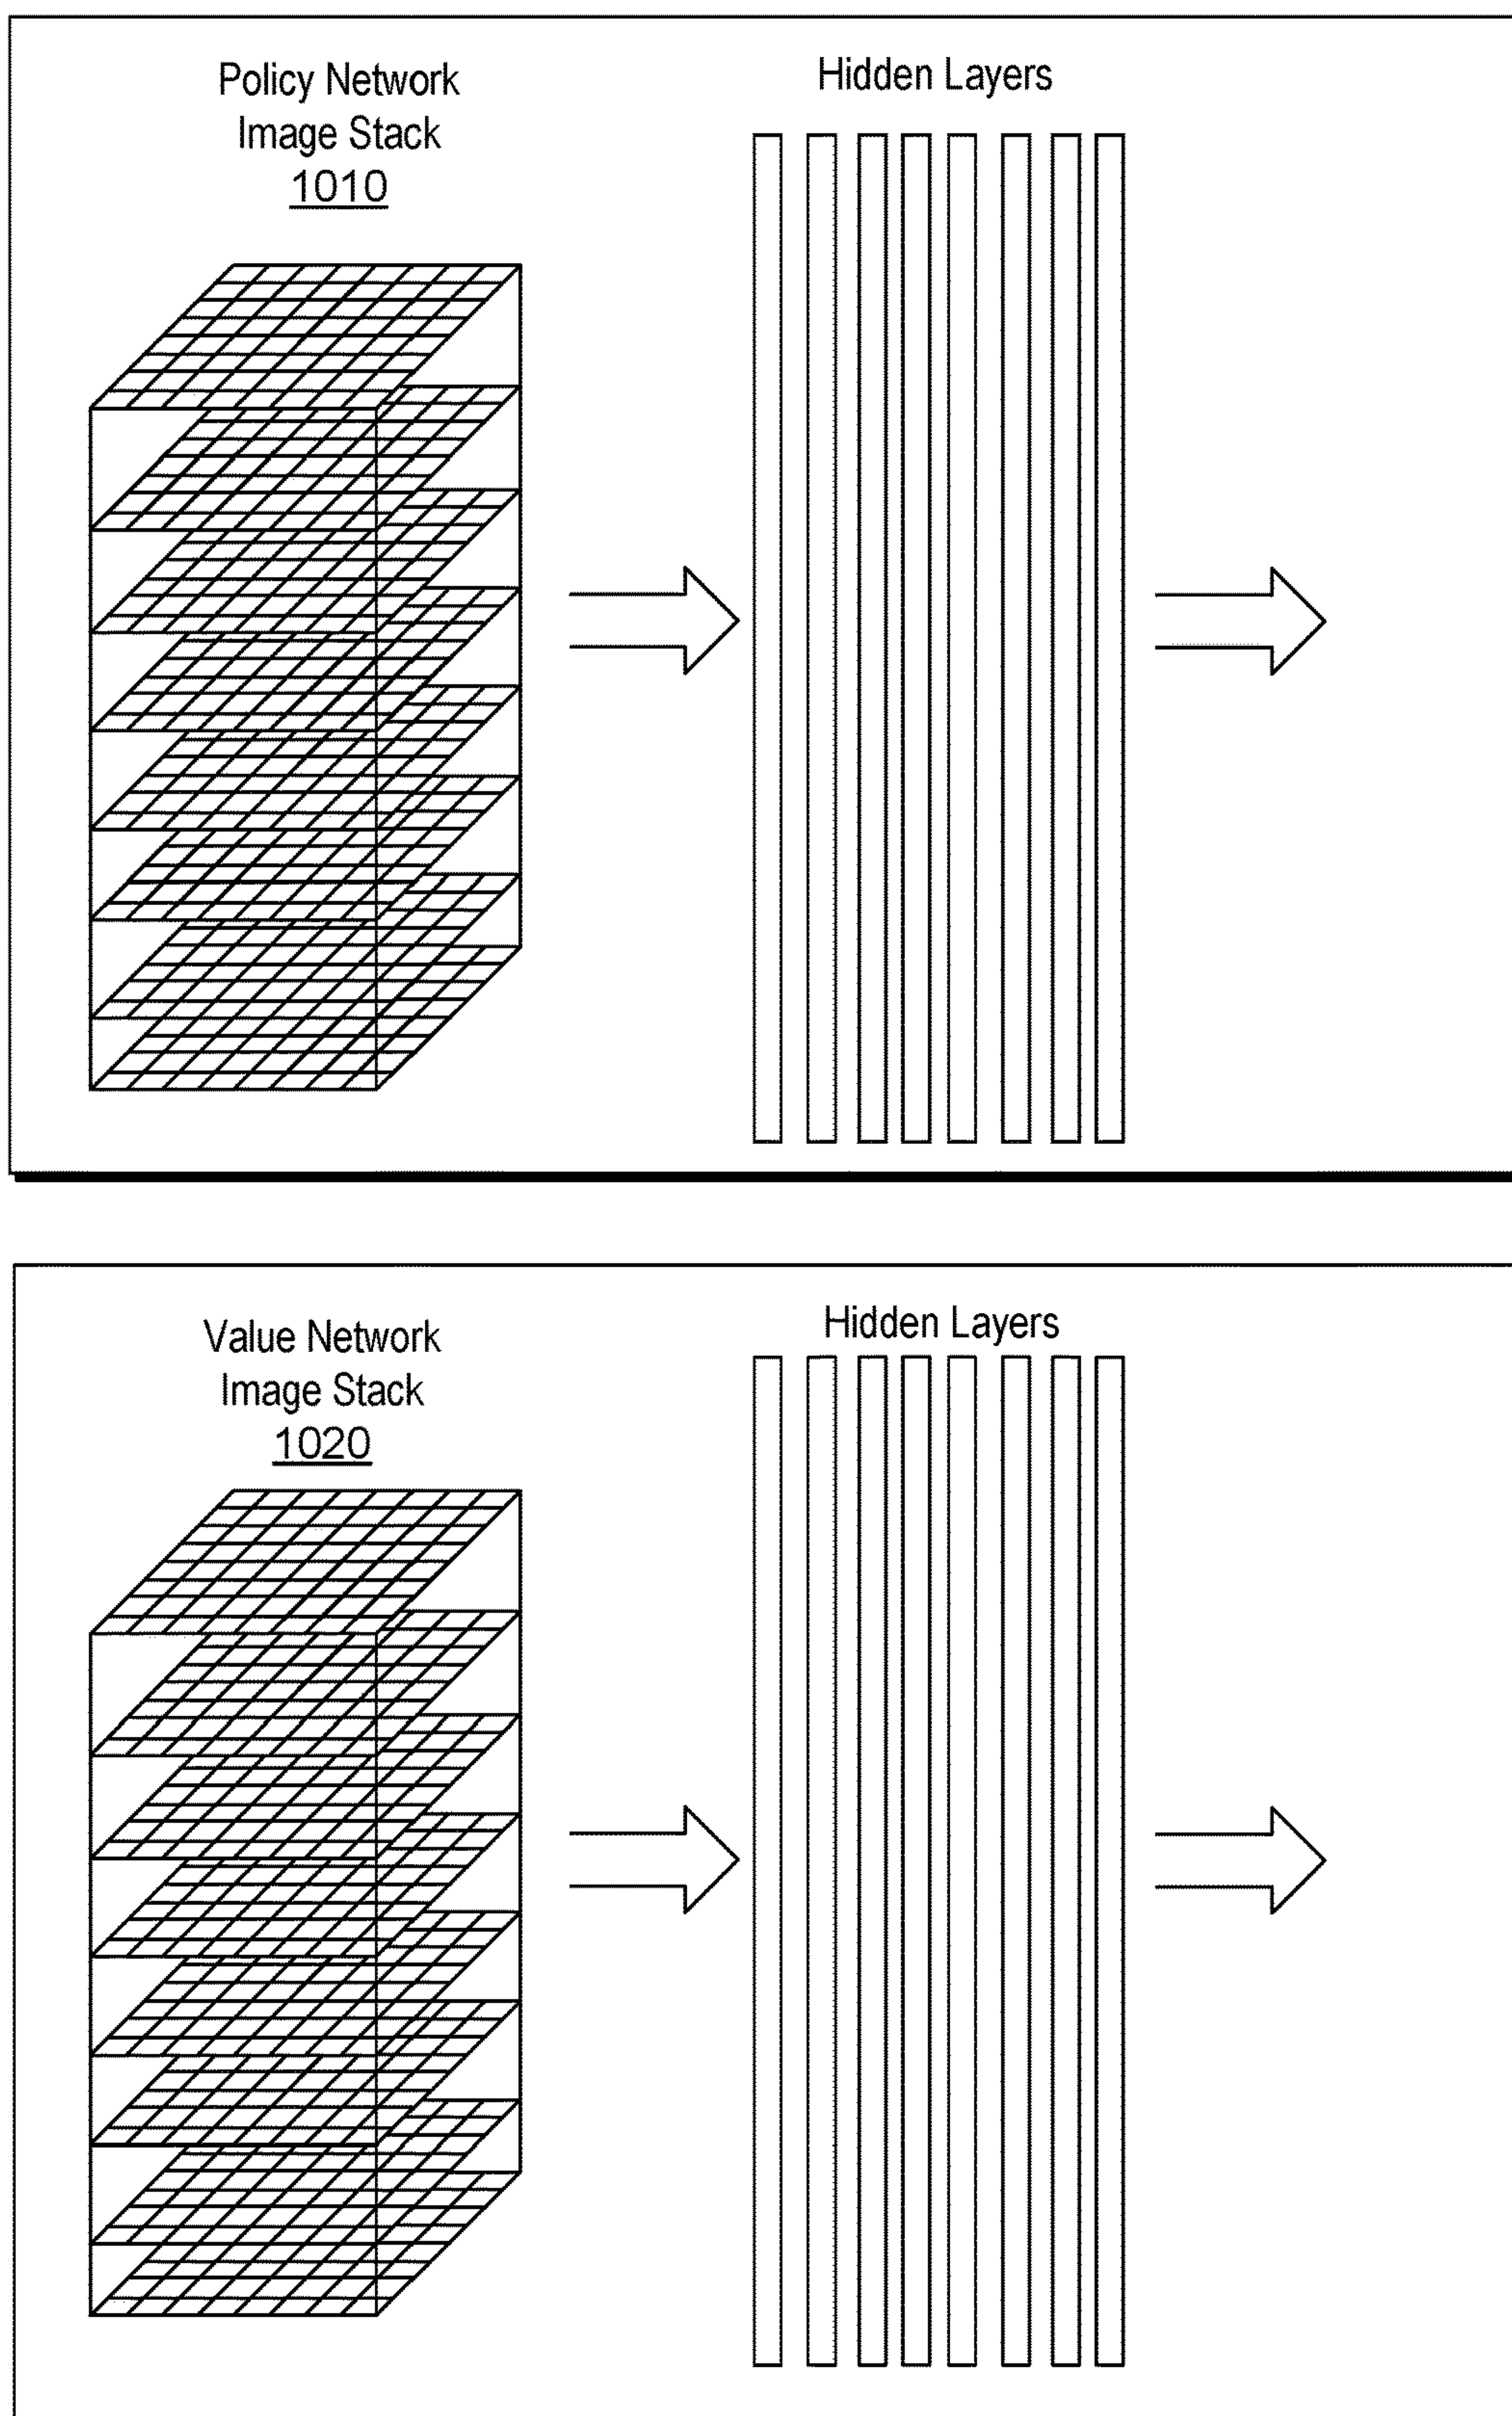 Policy Network
Image Stack
1010
Hidden Layers
Value Network
Image Stack
1020
Hidden Layers